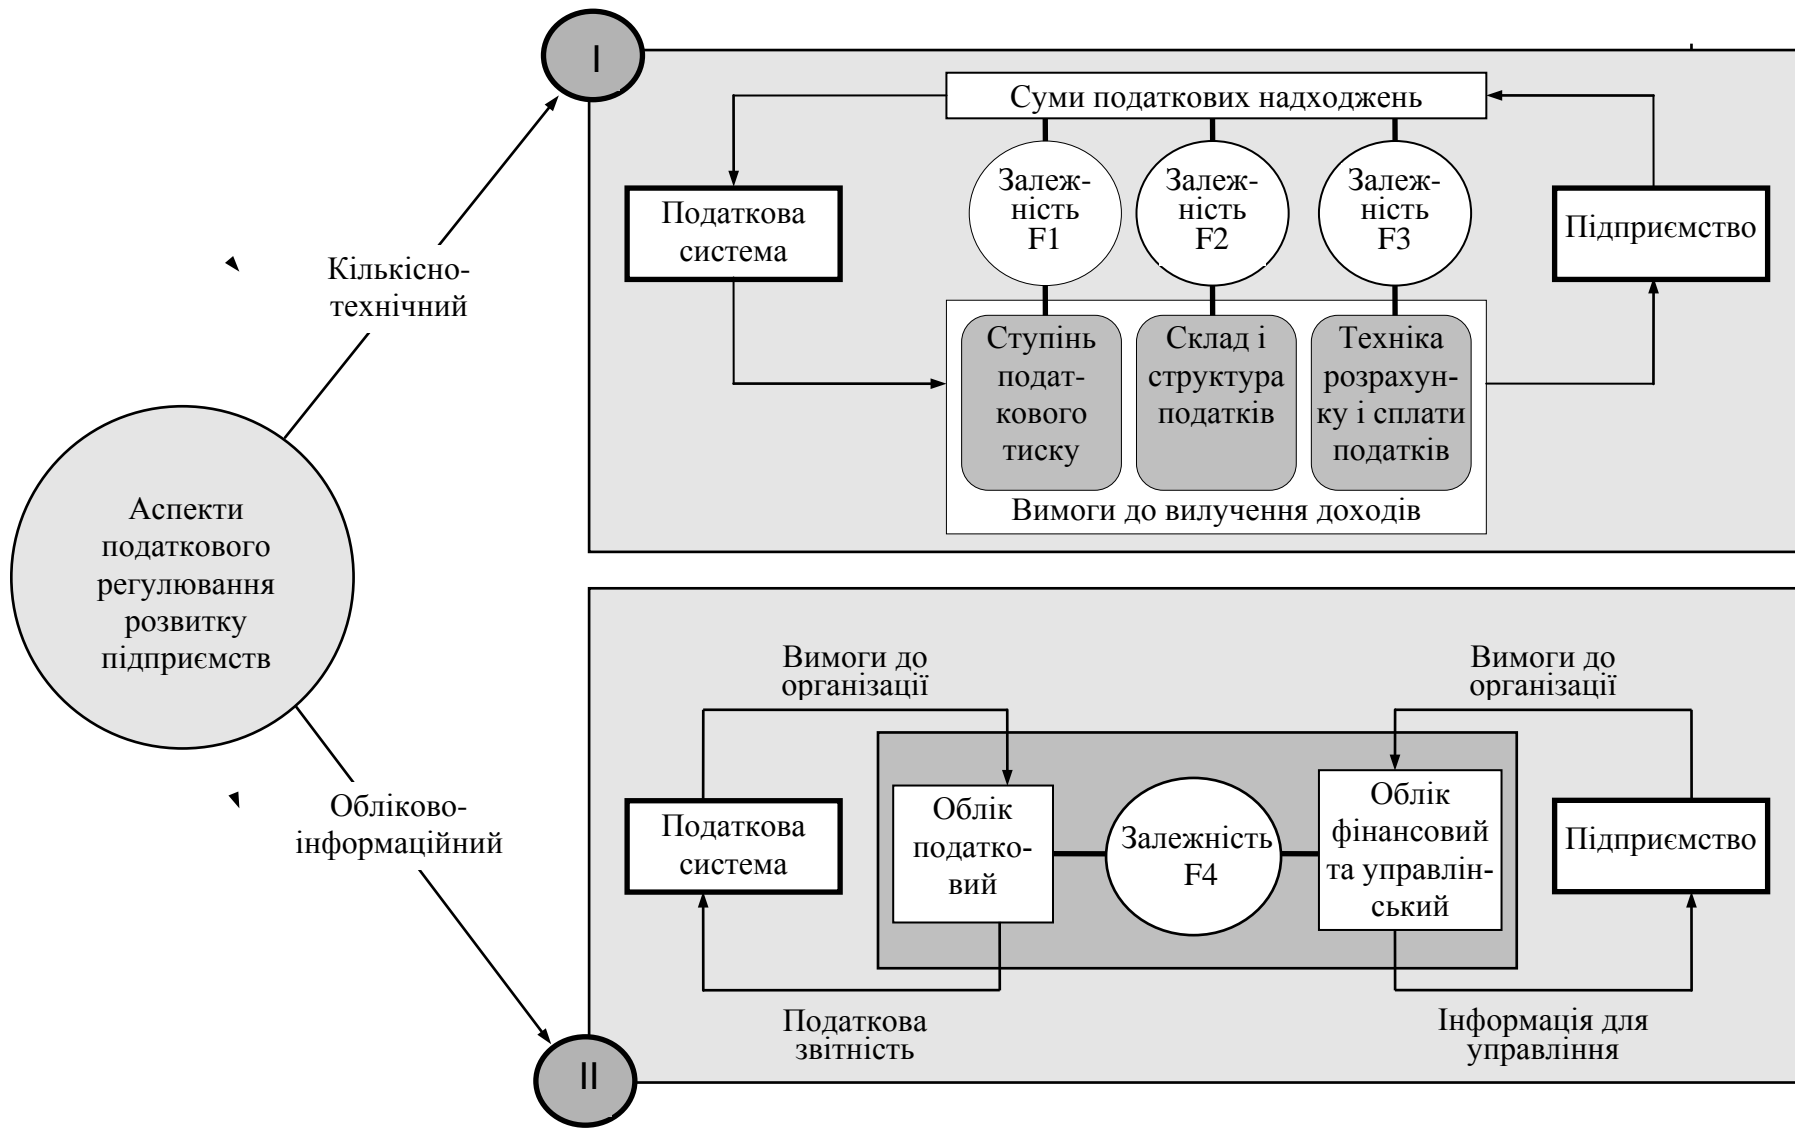 I
Суми податкових надходжень
Залеж-
ність
F1
Залеж-
ність
F2
Залеж-
ність
F3
Податкова
система
Підприємство
Кількісно-
технічний
Ступінь
подат-
кового
тиску
Склад і
структура
податків
Техніка
розрахун-
ку і сплати
податків
Вимоги до вилучення доходів
Аспекти
податкового
регулювання
розвитку
підприємств
Вимоги до
організації
Вимоги до
організації
Обліково-
інформаційний
Податкова
система
Облік
податко-
вий
Залежність
F4
Облік
фінансовий
та управлін-
ський
Підприємство
Податкова
звітність
Інформація для
управління
II